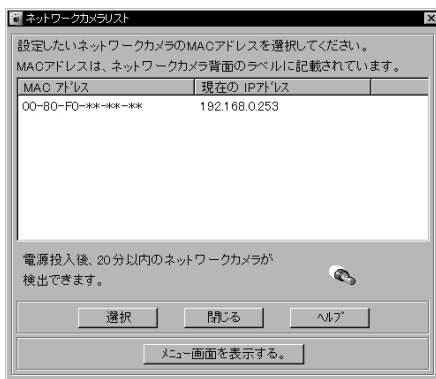 ネットワークカメラリスト
設定したいネットワークカメラのMACアドレスを選択してください。
MACアドレスは、ネットワークカメラ背面のラベルに記載されています。
MAC アドレス 現在の IPアドレス
00-80-F0-**-**-** 192.168.0.253
電源投入後、20分以内のネットワークカメラが
検出できます。
選択 閉じる ヘルプ
メニュー画面を表示する。